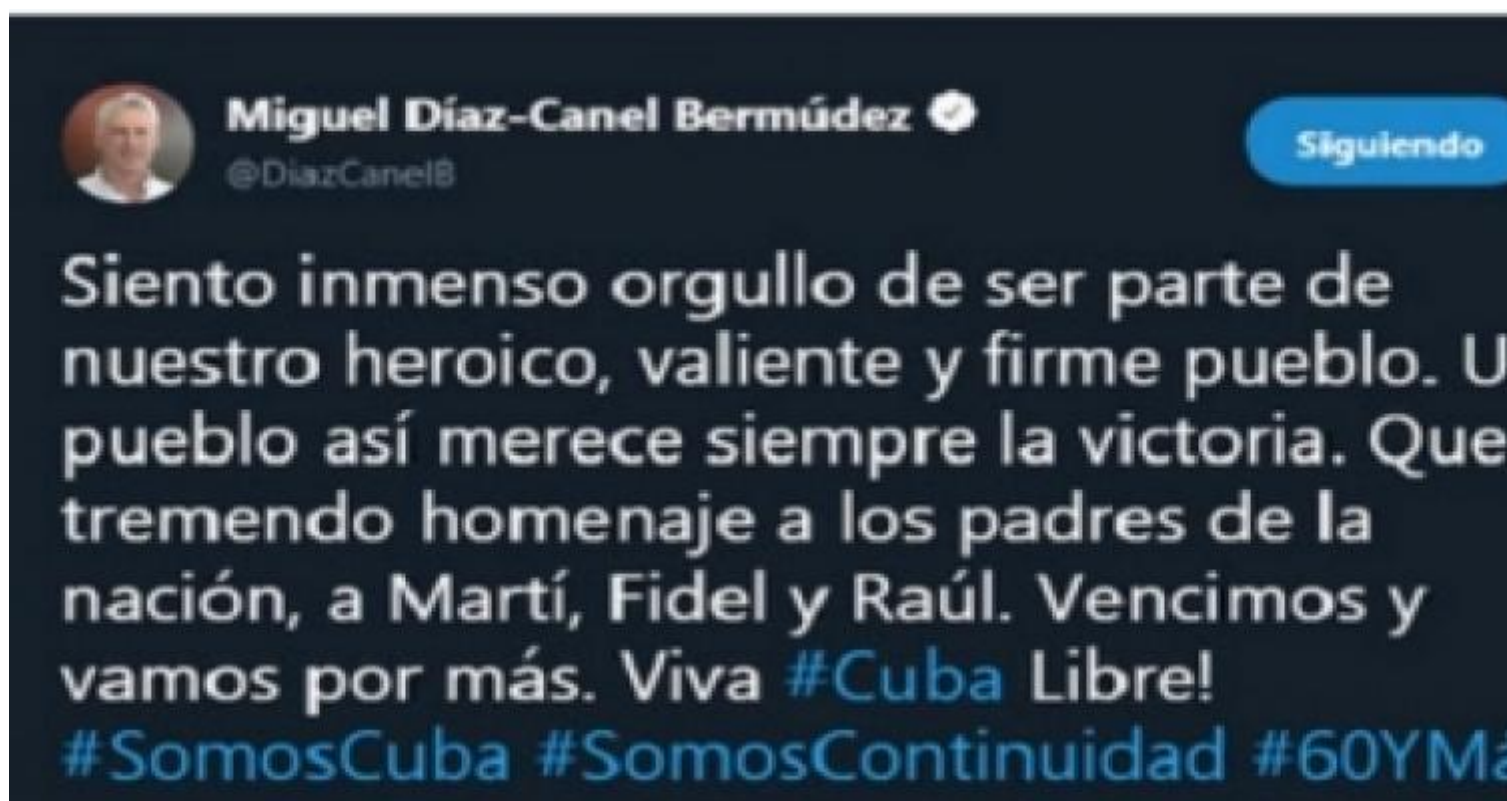 Miguel Díaz-Canel Bermúdez
@DiazCanelB
Siguiendo
Siento inmenso orgullo de ser parte de
nuestro heroico, valiente y firme pueblo. U
pueblo así merece siempre la victoria. Que
tremendo homenaje a los padres de la
nación, a Martí, Fidel y Raúl. Vencimos y
vamos por más. Viva #Cuba Libre!
#SomosCuba #SomosContinuidad #60YMá